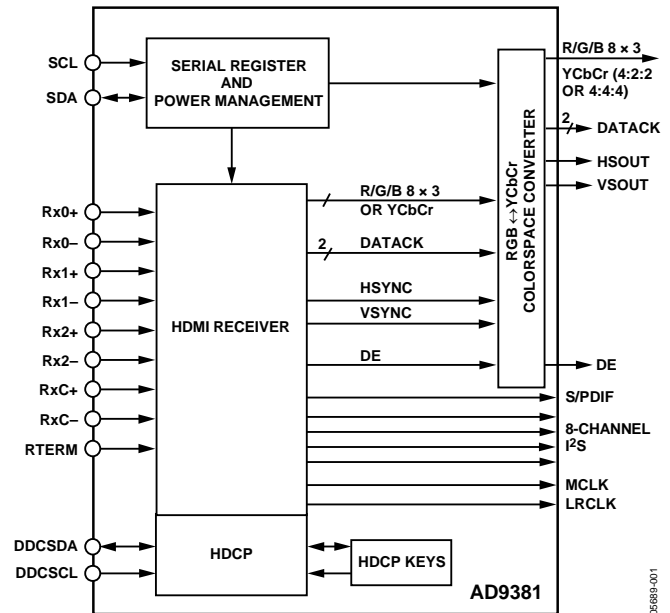 SCL
SDA
SERIAL REGISTER
AND
POWER MANAGEMENT
R/G/B 8 × 3
YCbCr (4:2:2
OR 4:4:4)
2
DATACK
HSOUT
VSOUT
RGB ↔ YCbCr
COLORSPACE CONVERTER
Rx0+
Rx0–
Rx1+
Rx1–
Rx2+
Rx2–
RxC+
RxC–
RTERM
HDMI RECEIVER
R/G/B 8 × 3
OR YCbCr
2
DATACK
HSYNC
VSYNC
DE
DE
S/PDIF
8-CHANNEL
I²S
MCLK
LRCLK
DDCSDA
DDCSCL
HDCP
HDCP KEYS
AD9381
05689-001